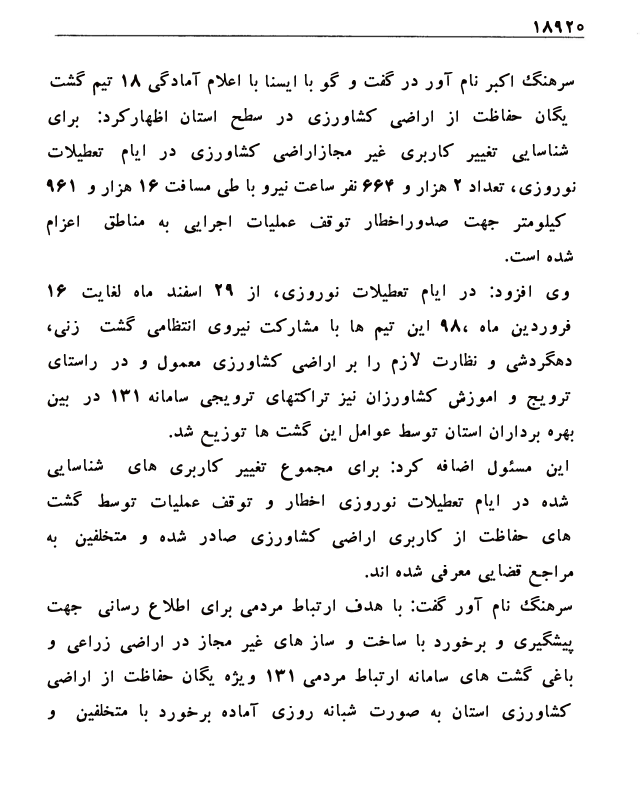 ۱۸۹۲۰
سرهنگ اکبر نام آور در گفت و گو با ایسنا با اعلام آمادگی ۱۸ تیم گشت
یگان حفاظت از اراضی کشاورزی در سطح استان اظهارکرد: برای
شناسایی تغییر کاربری غیر مجازاراضی کشاورزی در ایام تعطیلات
نوروزی، تعداد ۲ هزار و ۶۶۴ نفر ساعت نیرو با طی مسافت ۱۶ هزار و ۹۶۱
کیلومتر جهت صدوراخطار توقف عملیات اجرایی به مناطق اعزام
شده است.
وی افزود: در ایام تعطیلات نوروزی، از ۲۹ اسفند ماه لغایت ۱۶
فروردین ماه ،۹۸ این تیم ها با مشارکت نیروی انتظامی گشت زنی،
دهگردشی و نظارت لازم را بر اراضی کشاورزی معمول و در راستای
ترویج و اموزش کشاورزان نیز تراکتهای ترویجی سامانه ۱۳۱ در بین
بهره برداران استان توسط عوامل این گشت ها توزیع شد.
این مسئول اضافه کرد: برای مجموع تغییر کاربری های شناسایی
شده در ایام تعطیلات نوروزی اخطار و توقف عملیات توسط گشت
های حفاظت از کاربری اراضی کشاورزی صادر شده و متخلفین به
مراجع قضایی معرفی شده اند.
سرهنگ نام آور گفت: با هدف ارتباط مردمی برای اطلاع رسانی جهت
پیشگیری و برخورد با ساخت و ساز های غیر مجاز در اراضی زراعی و
باغی گشت های سامانه ارتباط مردمی ۱۳۱ ویژه یگان حفاظت از اراضی
کشاورزی استان به صورت شبانه روزی آماده برخورد با متخلفین و